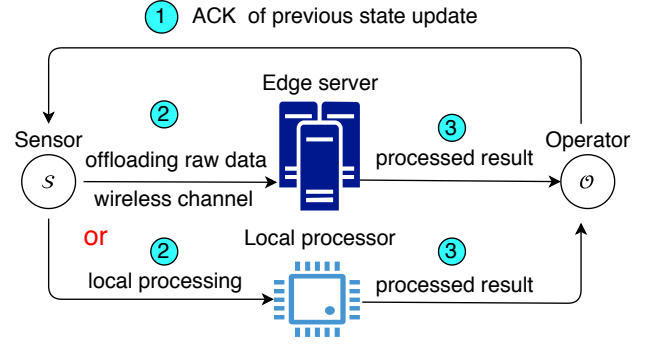 1 ACK of previous state update
Edge server
2
3
Sensor
offloading raw data
processed result
Operator
S
wireless channel
O
or
2
Local processor
3
local processing
processed result